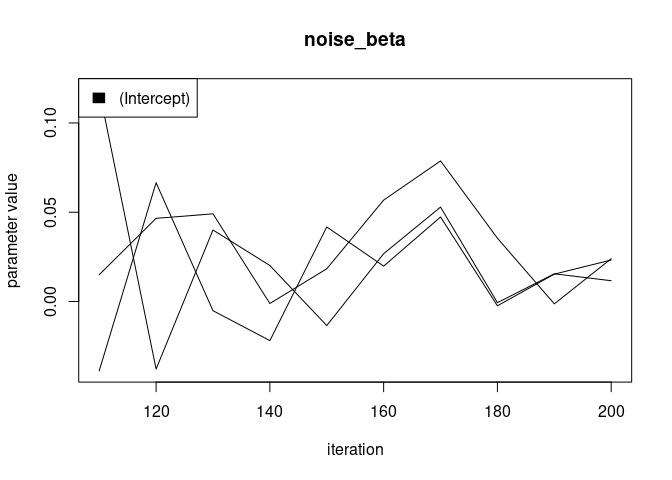 noise_beta
(Intercept)
parameter value
0.10
0.05
0.00
120 140 160 180 200
iteration